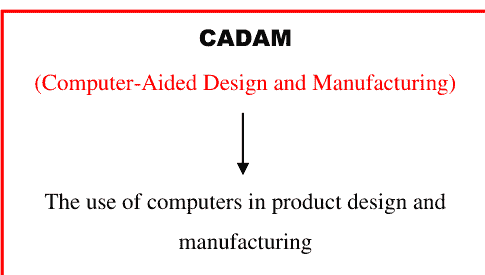 CADAM
(Computer-Aided Design and Manufacturing)
The use of computers in product design and
manufacturing